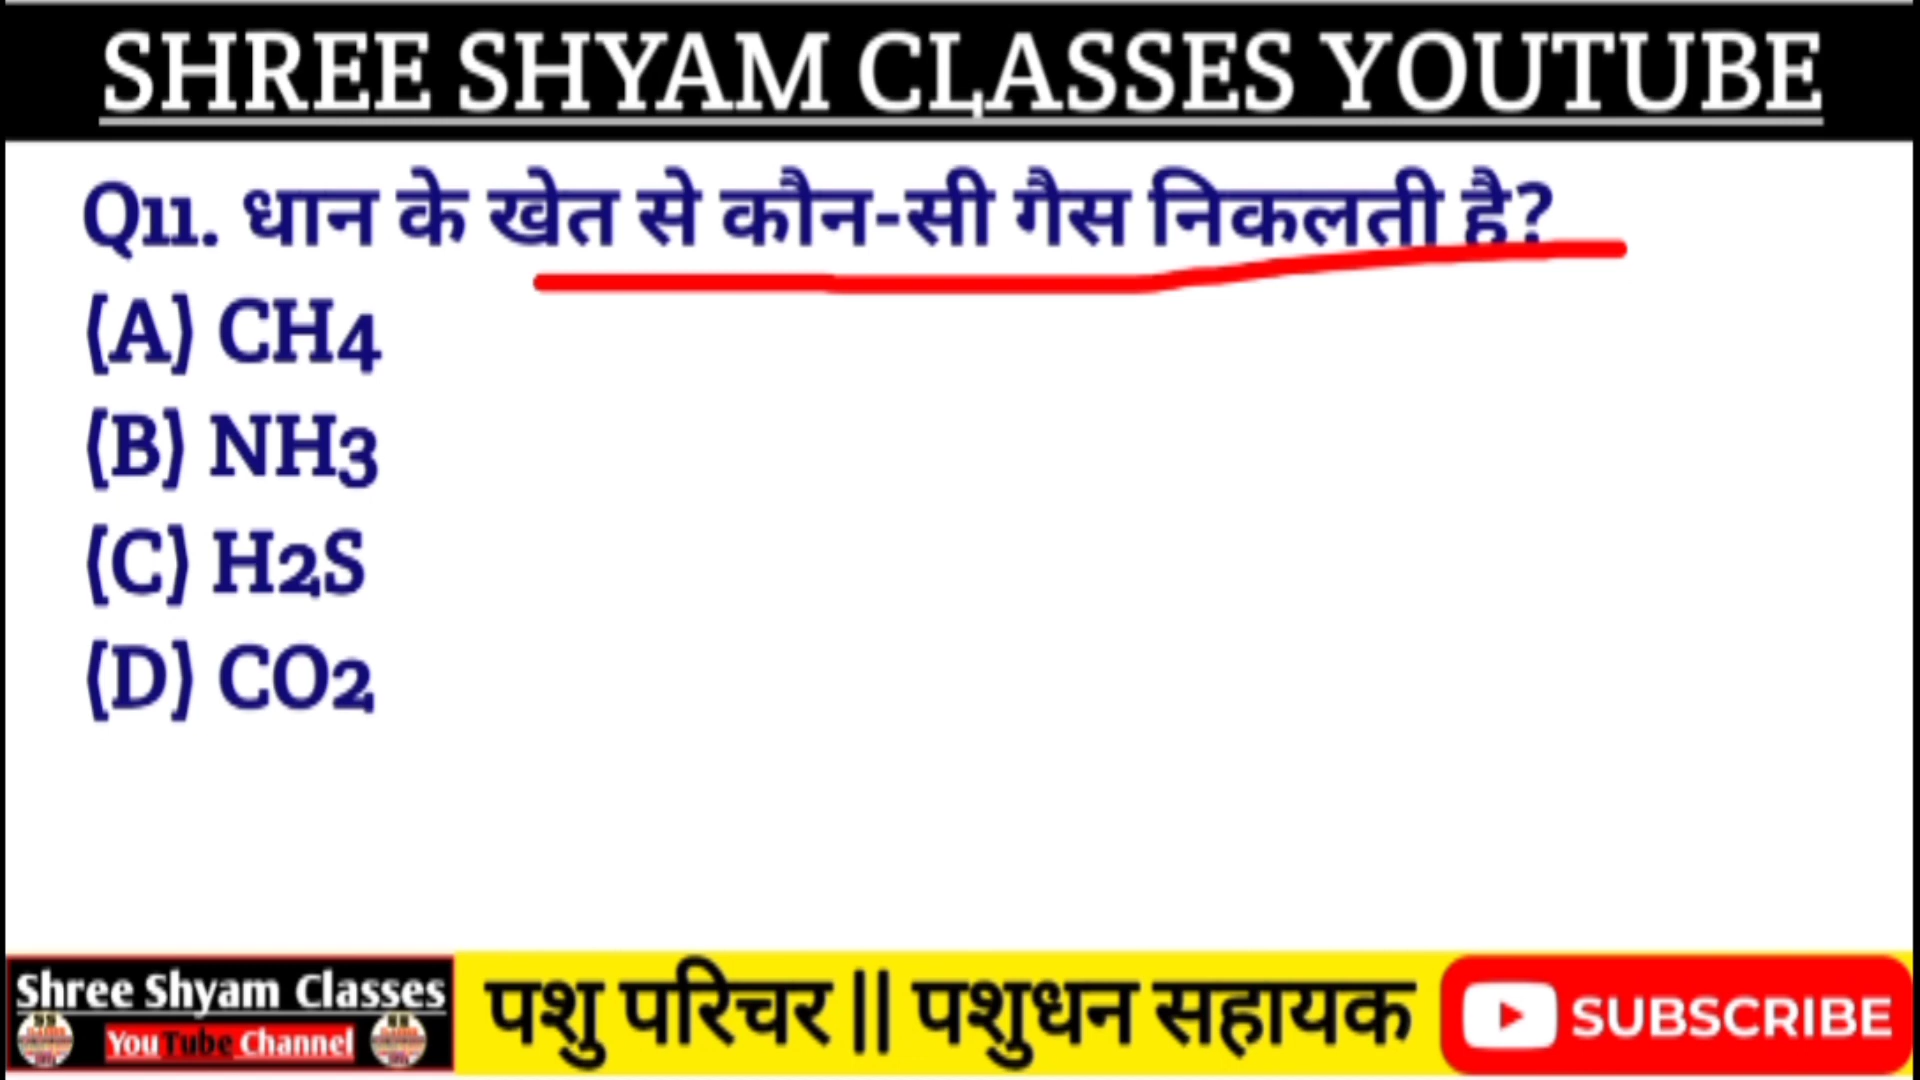 SHREE SHYAM CLASSES YOUTUBE
Q11. धान के खेत से कौन-सी गैस निकलती है?
(A) CH4
(B) NH3
(C) H2S
(D) CO2
Shree Shyam Classes
YouTube Channel
पशु परिचर || पशुधन सहायक
SUBSCRIBE